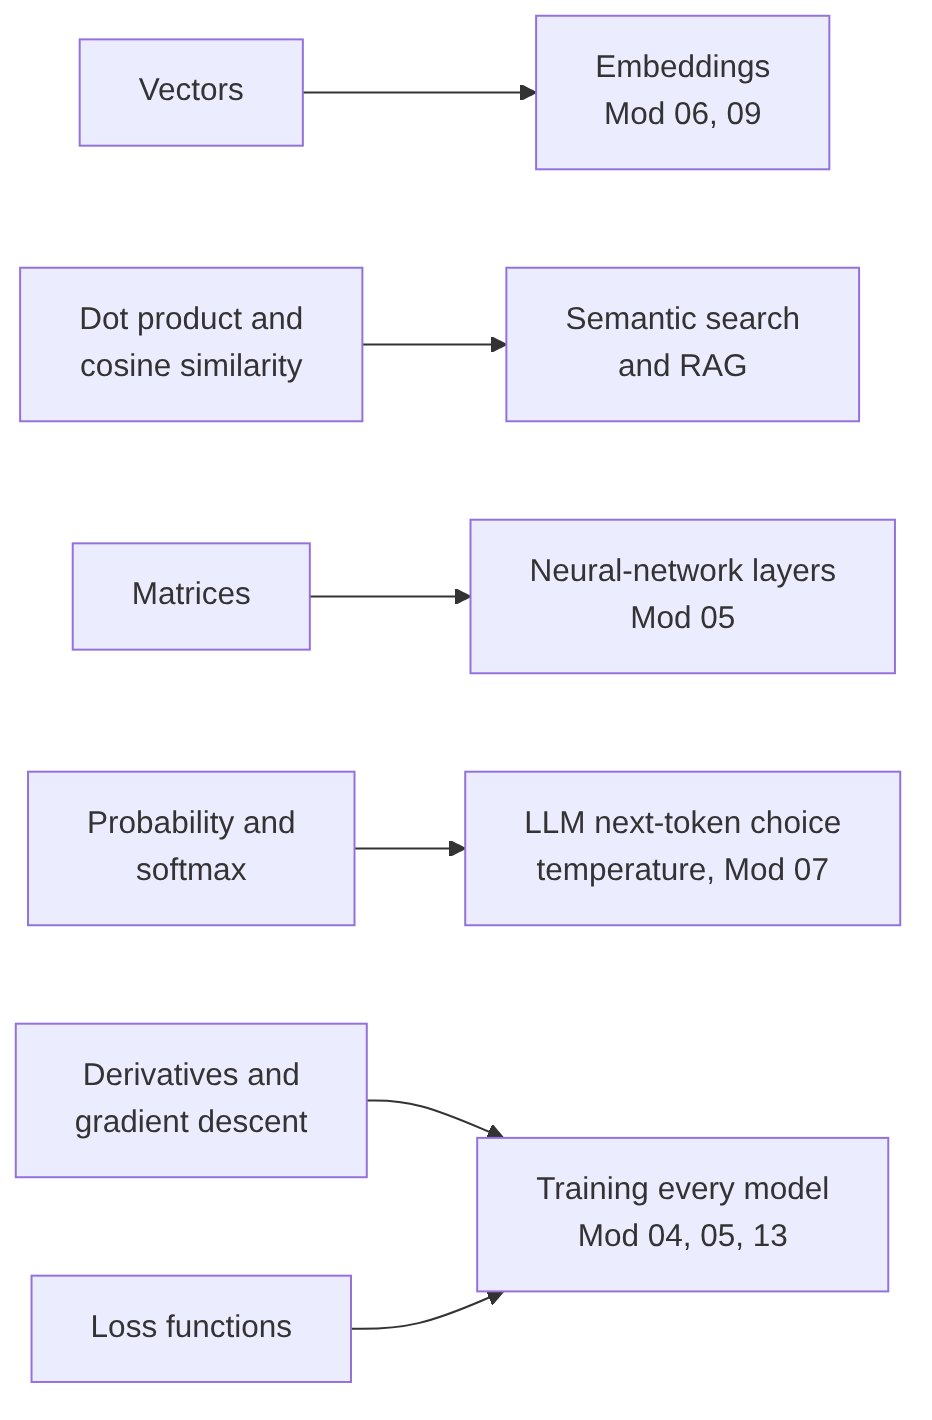 Vectors
Embeddings
Mod 06, 09
Dot product and
cosine similarity
Semantic search
and RAG
Matrices
Neural-network layers
Mod 05
Probability and
softmax
LLM next-token choice
temperature, Mod 07
Derivatives and
gradient descent
Training every model
Mod 04, 05, 13
Loss functions